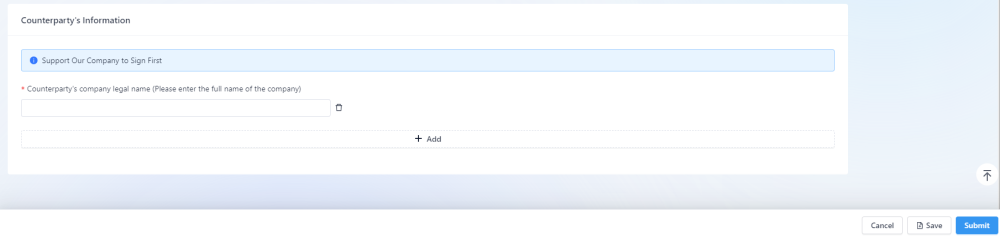 Counterparty's Information
Support Our Company to Sign First
* Counterparty's company legal name (Please enter the full name of the company)
Add
Cancel
Save
Submit